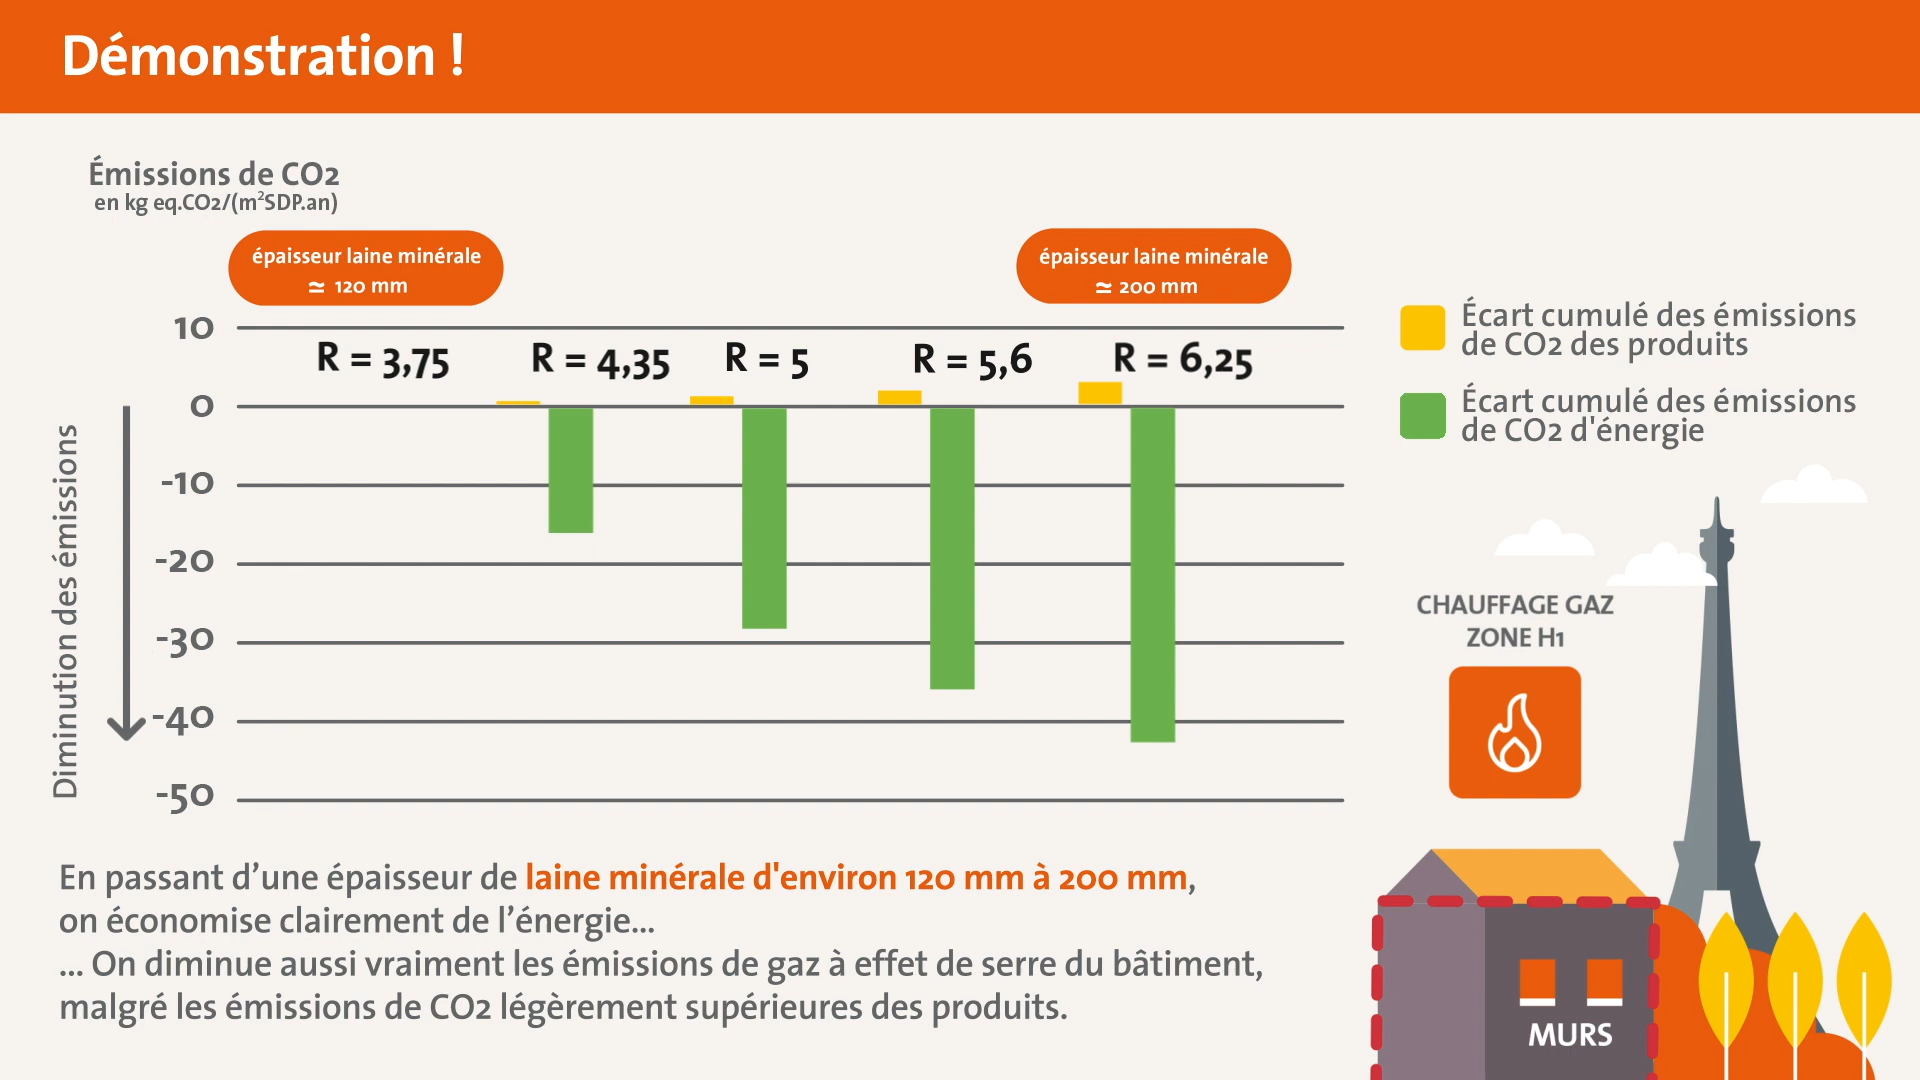 Démonstration !
Émissions de CO2
en kg eq.CO2/(m²SDP.an)
épaisseur laine minérale
≃ 120 mm
épaisseur laine minérale
≃ 200 mm
10
0
-10
-20
-30
-40
-50
Diminution des émissions
R = 3,75
R = 4,35
R = 5
R = 5,6
R = 6,25
Écart cumulé des émissions
de CO2 des produits
Écart cumulé des émissions
de CO2 d'énergie
CHAUFFAGE GAZ
ZONE H1
En passant d’une épaisseur de laine minérale d'environ 120 mm à 200 mm,
on économise clairement de l’énergie...
... On diminue aussi vraiment les émissions de gaz à effet de serre du bâtiment,
malgré les émissions de CO2 légèrement supérieures des produits.
MURS